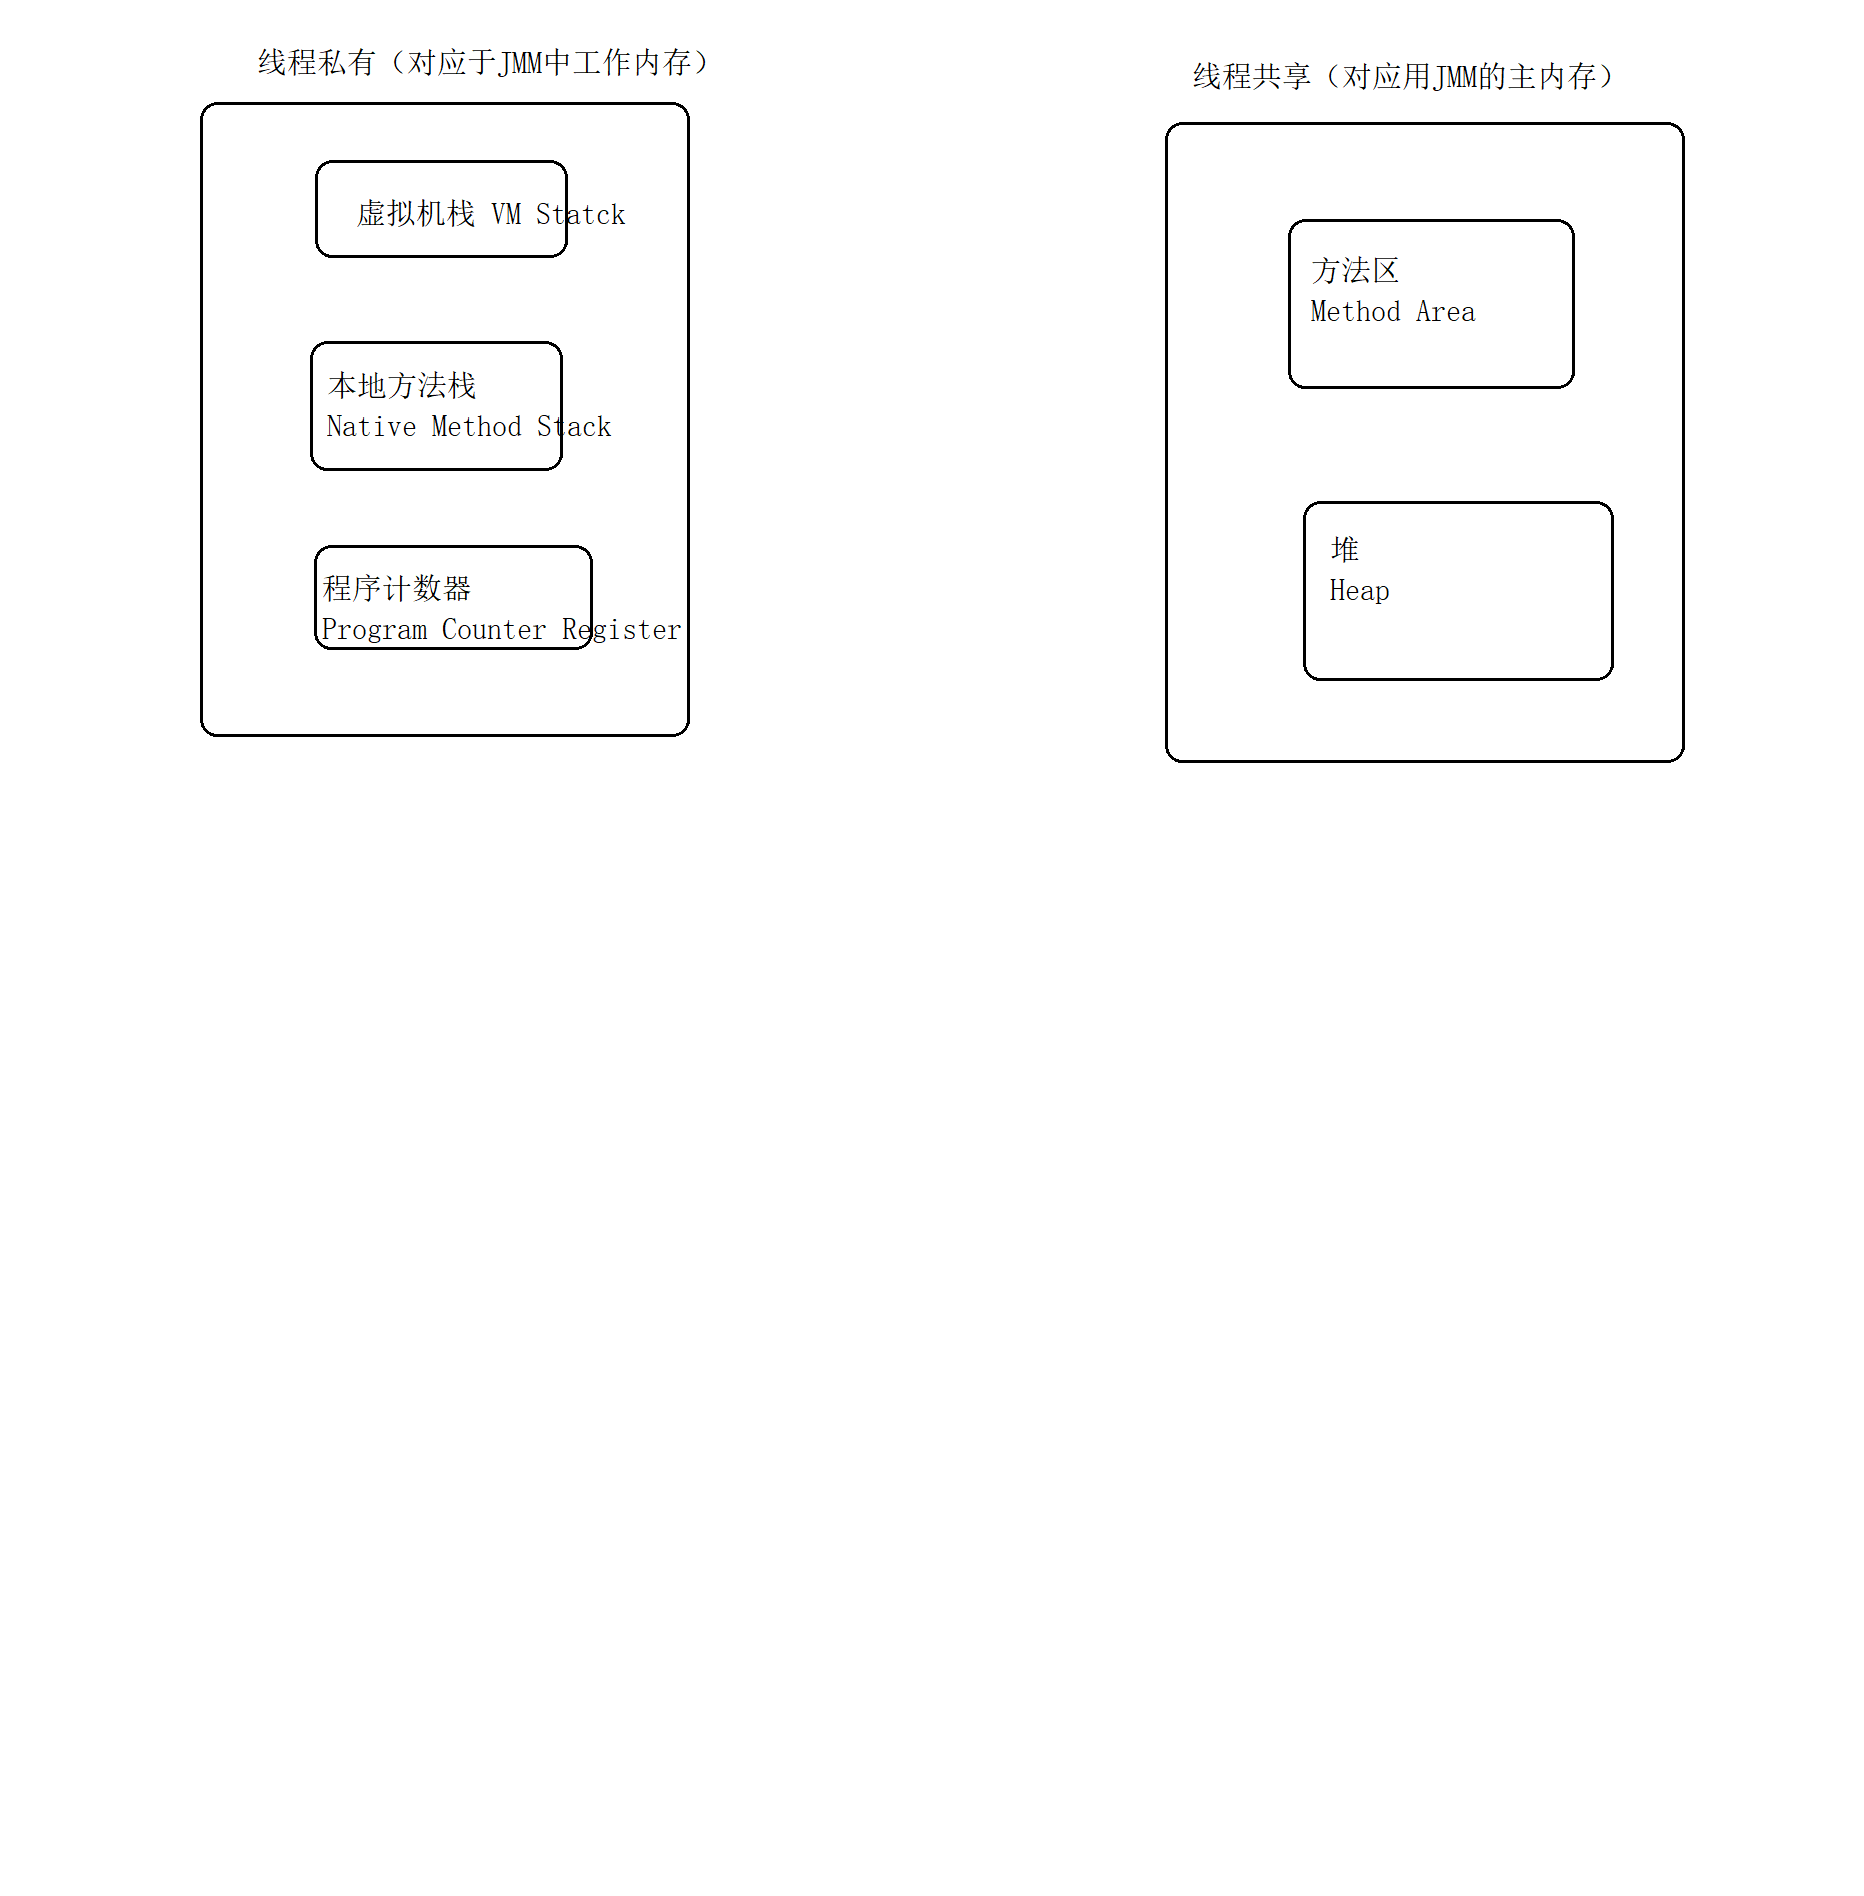 线程私有（对应于JMM中工作内存）
虚拟机栈 VM Statck
本地方法栈
Native Method Stack
程序计数器
Program Counter Register
线程共享（对应用JMM的主内存）
方法区
Method Area
堆
Heap